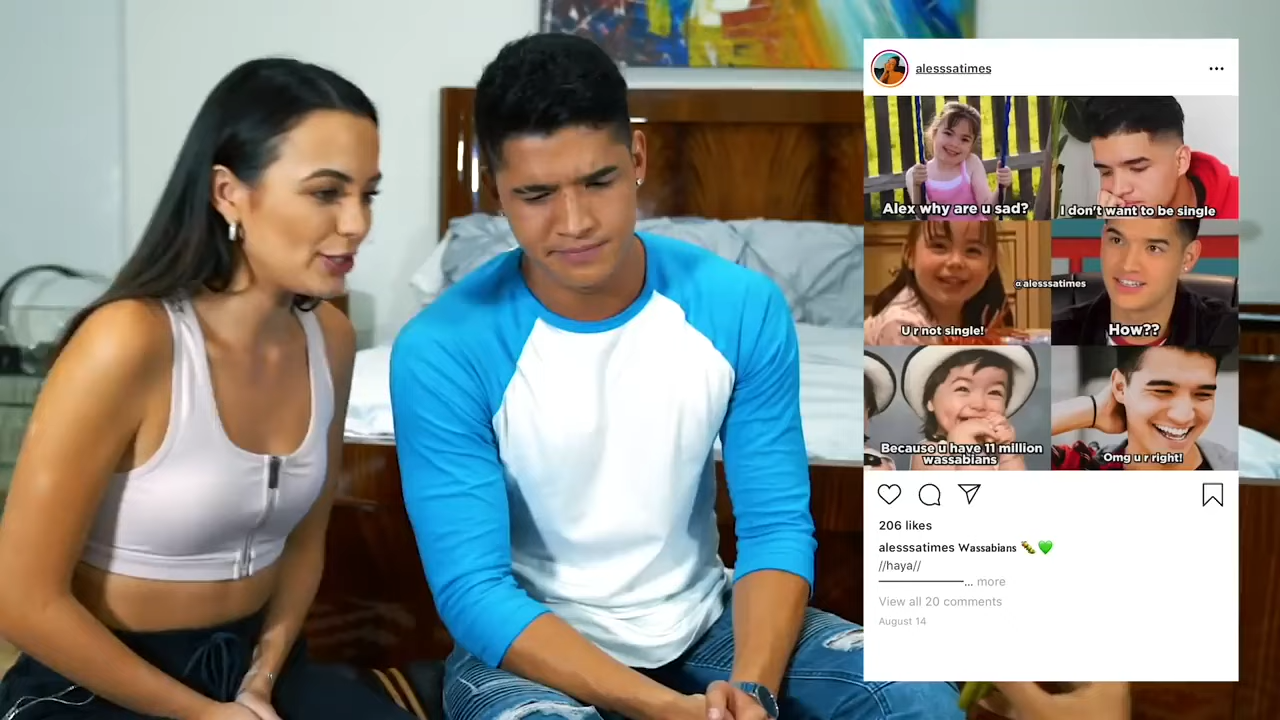 alesssatimes
Alex why are u sad?
I don't want to be single
@alesssatimes
U r not single!
How??
Because u have 11 million
wassabians
Omg u r right!
206 likes
alesssatimes Wassabians 🐛💚
//haya//
————————... more
View all 20 comments
August 14